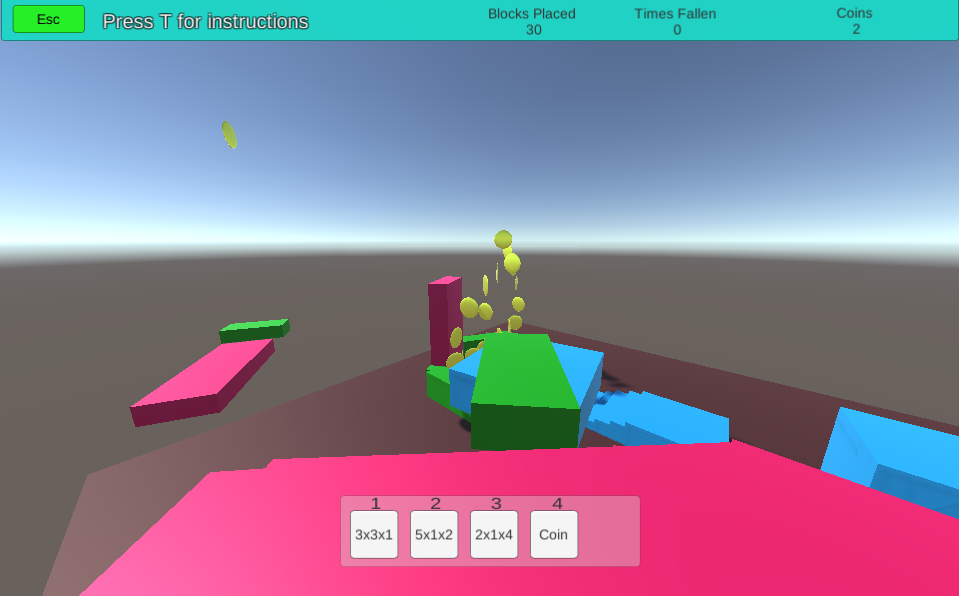 Esc
Press T for instructions
Blocks Placed
30
Times Fallen
0
Coins
2
1 2 3 4
3x3x1 5x1x2 2x1x4 Coin